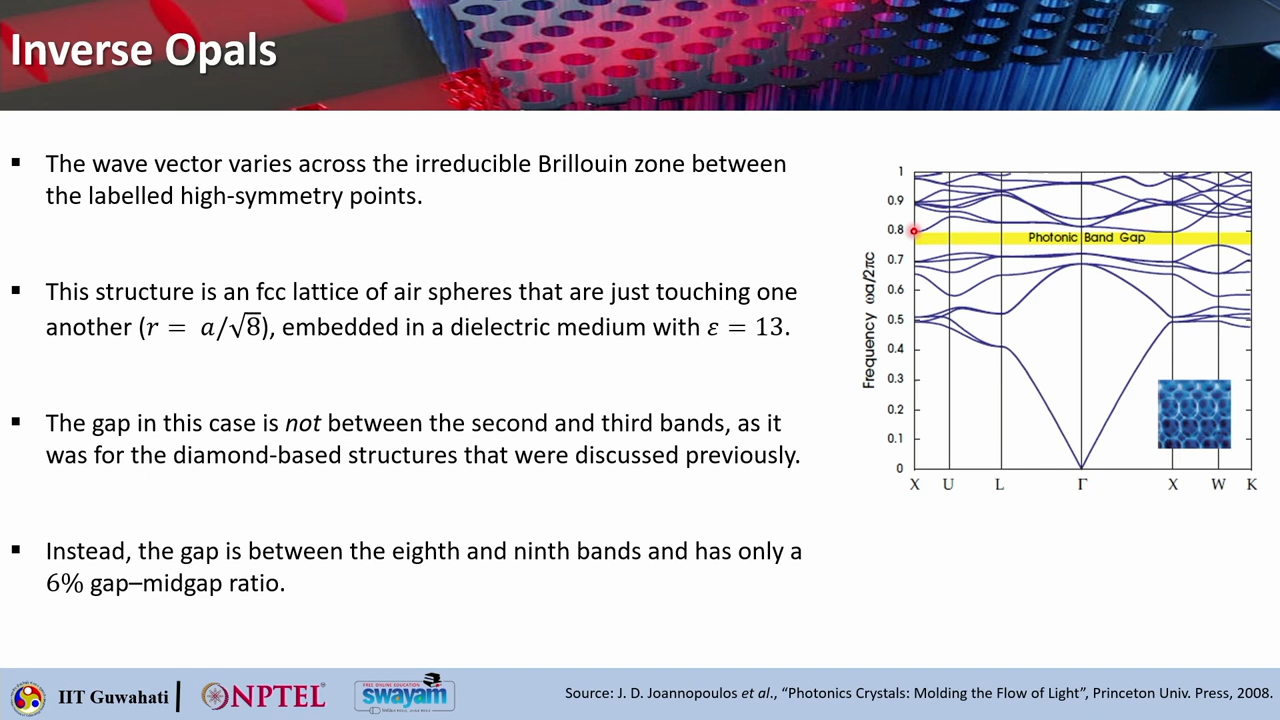 Inverse Opals
▪ The wave vector varies across the irreducible Brillouin zone between
the labelled high-symmetry points.
▪ This structure is an fcc lattice of air spheres that are just touching one
another (r = a/√8), embedded in a dielectric medium with ε = 13.
▪ The gap in this case is not between the second and third bands, as it
was for the diamond-based structures that were discussed previously.
▪ Instead, the gap is between the eighth and ninth bands and has only a
6% gap–midgap ratio.
Frequency ωa/2πc
1
0.9
0.8
0.7
0.6
0.5
0.4
0.3
0.2
0.1
0
Photonic Band Gap
X U L Γ X W K
IIT Guwahati
NPTEL
FREE ONLINE EDUCATION
swayam
Source: J. D. Joannopoulos et al., “Photonics Crystals: Molding the Flow of Light”, Princeton Univ. Press, 2008.